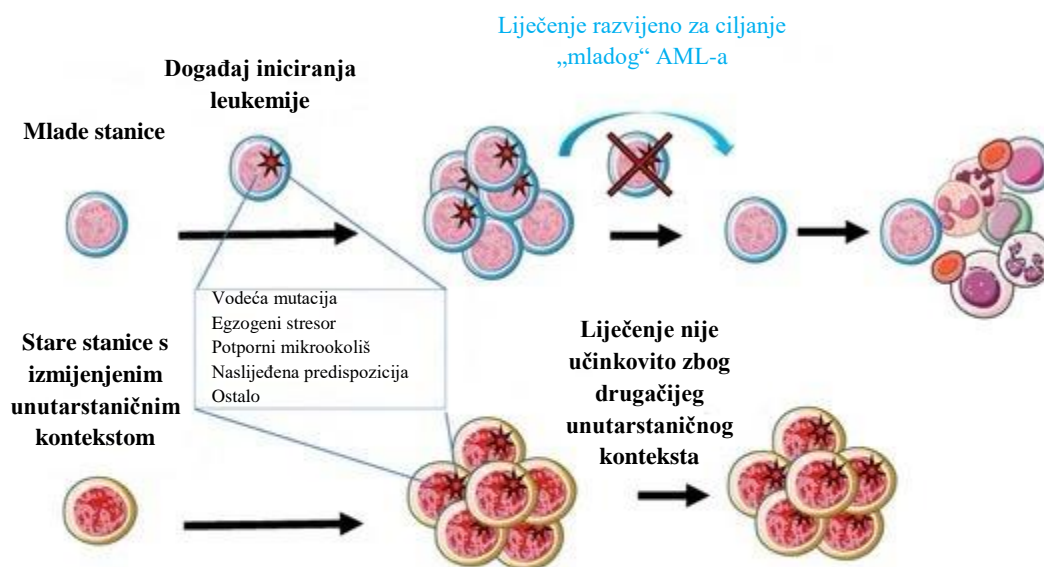 Liječenje razvijeno za ciljanje
„mladog“ AML-a
Događaj iniciranja
leukemije
Mlade stanice
Vodeća mutacija
Egzogeni stresor
Potporni mikrookoliš
Naslijeđena predispozicija
Ostalo
Stare stanice s
izmijenjenim
unutarstaničnim
kontekstom
Liječenje nije
učinkovito zbog
drugačijeg
unutarstaničnog
konteksta